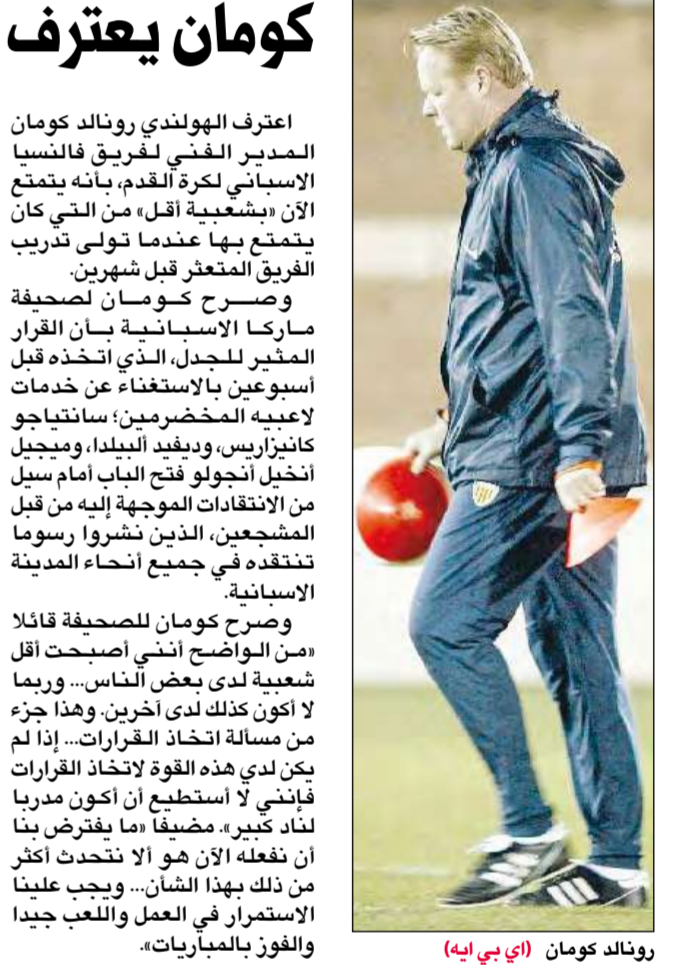 كومان يعترف
اعترف الهولندي رونالد كومان
المدير الفني لفريق فالنسيا
الاسباني لكرة القدم، بأنه يتمتع
الآن «بشعبية أقل» من التي كان
يتمتع بها عندما تولى تدريب
الفريق المتعثر قبل شهرين.
وصرح كومان لصحيفة
ماركا الاسبانية بأن القرار
المثير للجدل، الذي اتخذه قبل
أسبوعين بالاستغناء عن خدمات
لاعبيه المخضرمين؛ سانتياجو
كانيزاريس، وديفيد ألبيلدا، وميجيل
أنخيل أنجولو فتح الباب أمام سيل
من الانتقادات الموجهة إليه من قبل
المشجعين، الذين نشروا رسوما
تنتقده في جميع أنحاء المدينة
الاسبانية.
وصرح كومان للصحيفة قائلا
«من الواضح أنني أصبحت أقل
شعبية لدى بعض الناس... وربما
لا أكون كذلك لدى آخرين. وهذا جزء
من مسألة اتخاذ القرارات... إذا لم
يكن لدي هذه القوة لاتخاذ القرارات
فإنني لا أستطيع أن أكون مدربا
لناد كبير». مضيفا «ما يفترض بنا
أن نفعله الآن هو ألا نتحدث أكثر
من ذلك بهذا الشأن... ويجب علينا
الاستمرار في العمل واللعب جيدا
والفوز بالمباريات».
رونالد كومان (اي بي ايه)